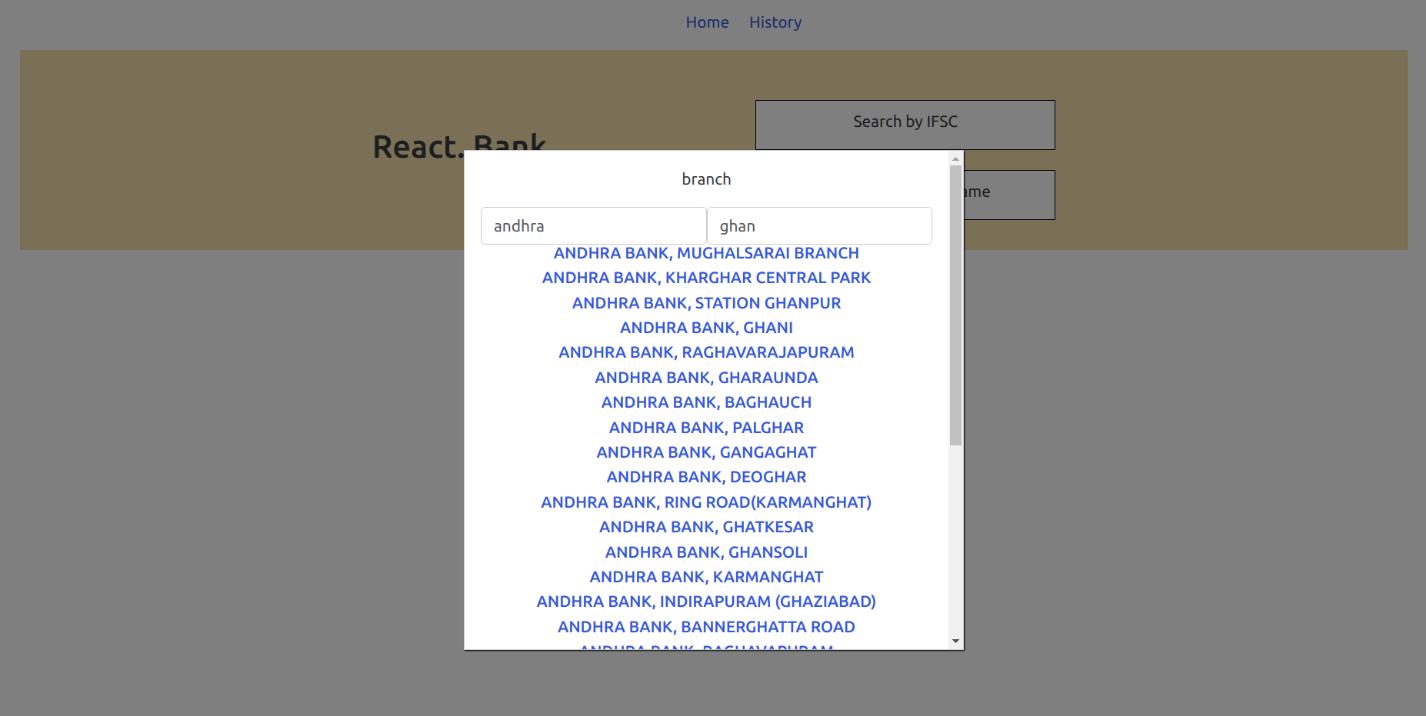 Home History
Search by IFSC
React. Bank
branch
ame
andhra ghan
ANDHRA BANK, MUGHALSARAI BRANCH
ANDHRA BANK, KHARGHAR CENTRAL PARK
ANDHRA BANK, STATION GHANPUR
ANDHRA BANK, GHANI
ANDHRA BANK, RAGHAVARAJAPURAM
ANDHRA BANK, GHARAUNDA
ANDHRA BANK, BAGHAUCH
ANDHRA BANK, PALGHAR
ANDHRA BANK, GANGAGHAT
ANDHRA BANK, DEOGHAR
ANDHRA BANK, RING ROAD(KARMANGHAT)
ANDHRA BANK, GHATKESAR
ANDHRA BANK, GHANSOLI
ANDHRA BANK, KARMANGHAT
ANDHRA BANK, INDIRAPURAM (GHAZIABAD)
ANDHRA BANK, BANNERGHATTA ROAD
ANDHRA BANK, RAGHAVAPURAM